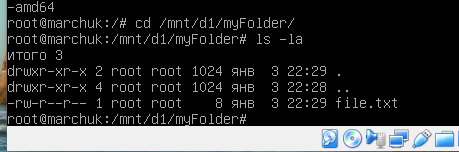 -amd64
root@marchuk:/# cd /mnt/d1/myFolder/
root@marchuk:/mnt/d1/myFolder# ls -la
итого 3
drwxr-xr-x 2 root root 1024 янв  3 22:29 .
drwxr-xr-x 4 root root 1024 янв  3 22:28 ..
-rw-r--r-- 1 root root    8 янв  3 22:29 file.txt
root@marchuk:/mnt/d1/myFolder#